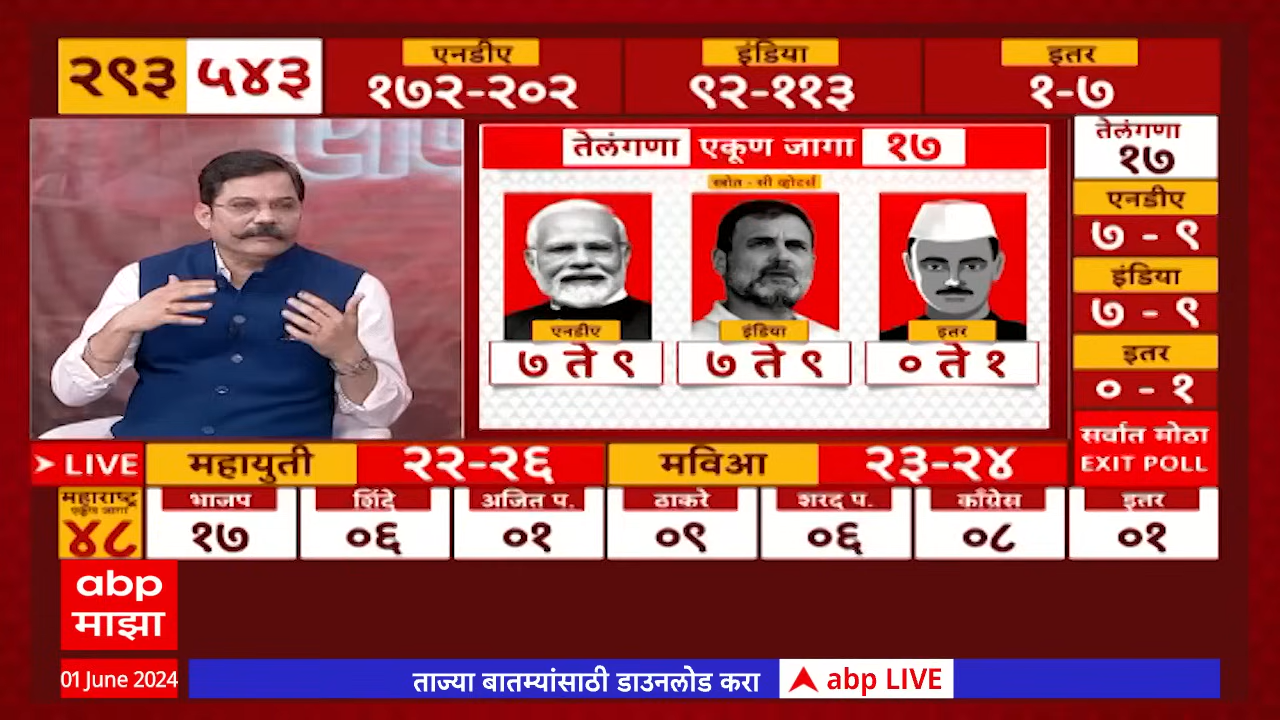 २९३ ५४३ एनडीए इंडिया इतर
१७२-२०२ ९२-११३ १-७
तेलंगणा एकूण जागा १७
स्त्रोत - सी व्होटर्स
एनडीए इंडिया इतर
७ ते ९ ७ ते ९ ० ते १
तेलंगणा
१७
एनडीए
७ - ९
इंडिया
७ - ९
इतर
० - १
सर्वात मोठा
EXIT POLL
LIVE महायुती २२-२६ मविआ २३-२४
महाराष्ट्र
एकूण जागा
४८
भाजप शिंदे अजित प. ठाकरे शरद प. काँग्रेस इतर
१७ ०६ ०१ ०९ ०६ ०८ ०१
abp
माझा
01 June 2024 ताज्या बातम्यांसाठी डाउनलोड करा abp LIVE